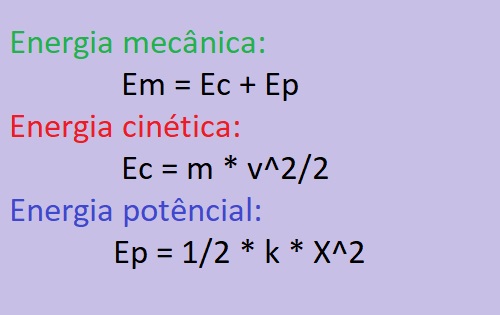 Energia mecânica:
Em = Ec + Ep
Energia cinética:
Ec = m * v^2/2
Energia potêncial:
Ep = 1/2 * k * X^2